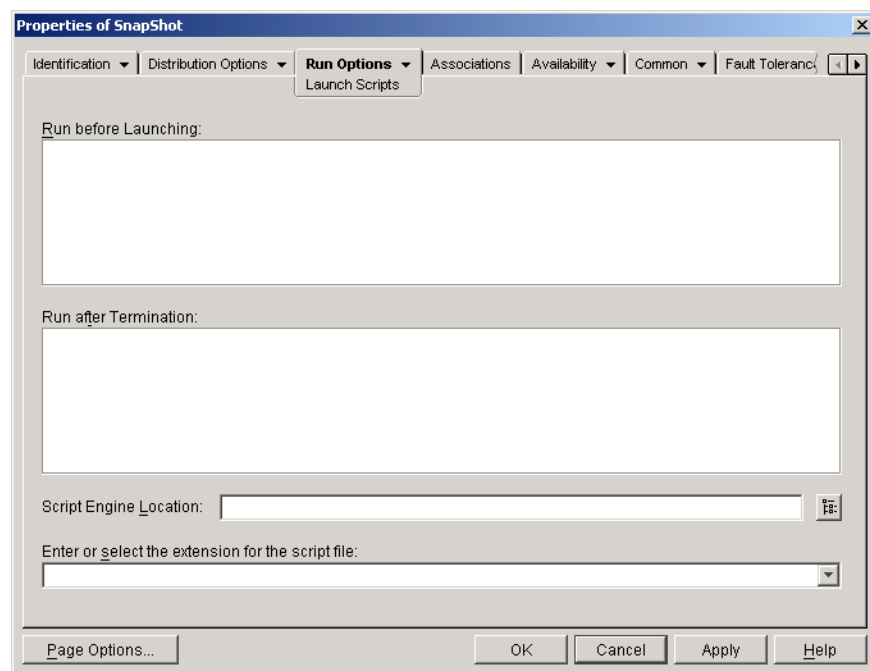 Properties of SnapShot
Identification
Distribution Options
Run Options
Associations
Availability
Common
Fault Toleranc
Launch Scripts
Run before Launching:
Run after Termination:
Script Engine Location:
Enter or select the extension for the script file:
Page Options...
OK
Cancel
Apply
Help